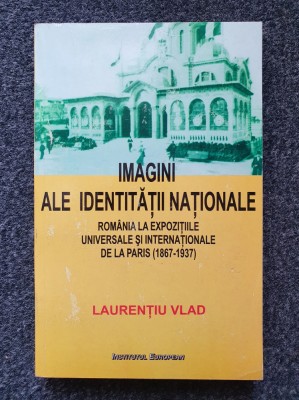 IMAGINI
ALE IDENTITĂȚII NAȚIONALE
ROMÂNIA LA EXPOZIȚIILE
UNIVERSALE ȘI INTERNAȚIONALE
DE LA PARIS (1867-1937)
LAURENȚIU VLAD
INSTITUTUL EUROPEAN